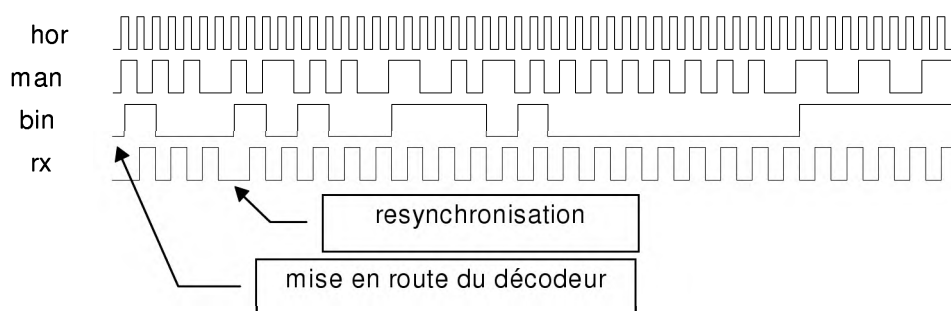 hor
man
bin
rx
resynchronisation
mise en route du décodeur